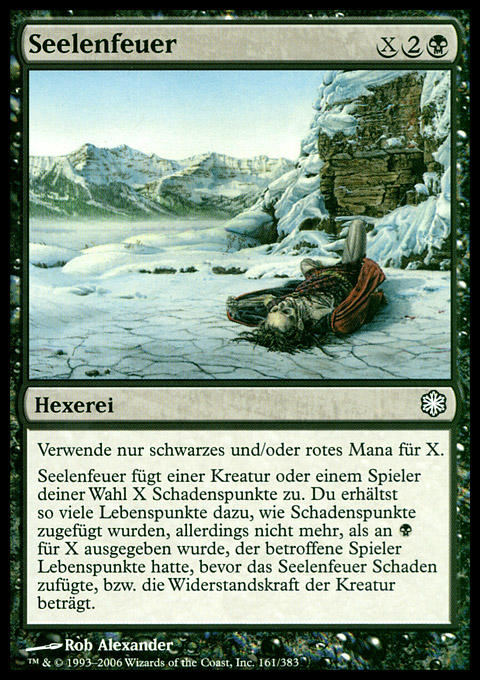 Seelenfeuer X2
Hexerei
Verwende nur schwarzes und/oder rotes Mana für X.
Seelenfeuer fügt einer Kreatur oder einem Spieler
deiner Wahl X Schadenspunkte zu. Du erhältst
so viele Lebenspunkte dazu, wie Schadenspunkte
zugefügt wurden, allerdings nicht mehr, als an
für X ausgegeben wurde, der betroffene Spieler
Lebenspunkte hatte, bevor das Seelenfeuer Schaden
zufügte, bzw. die Widerstandskraft der Kreatur
beträgt.
Rob Alexander
™ & © 1993–2006 Wizards of the Coast, Inc. 161/383